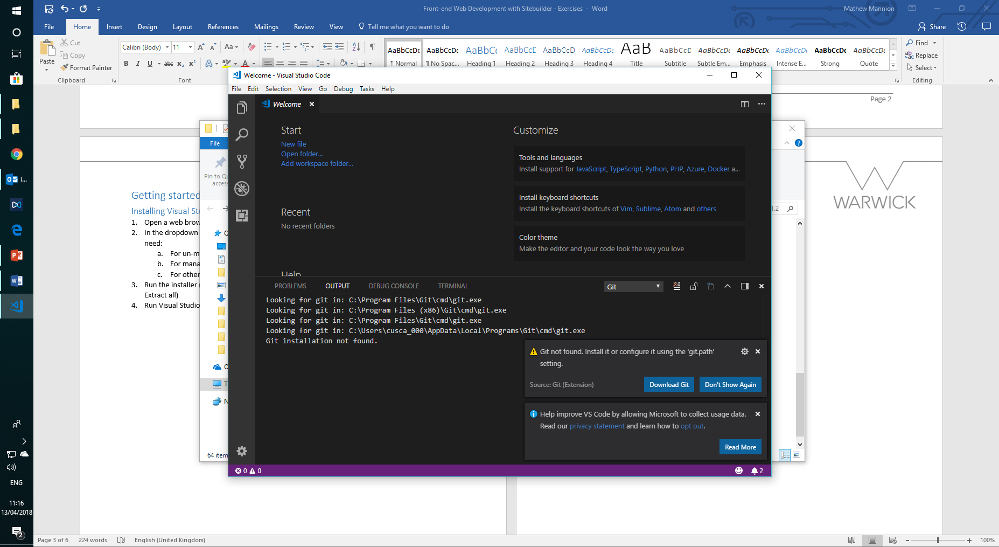 Front-end Web Development with Sitebuilder - Exercises - Word
Mathew Mannion
File Home Insert Design Layout References Mailings Review View Tell me what you want to do
Share
Paste
Cut
Copy
Format Painter
Clipboard
Calibri (Body) 11
Aa
B I U abc X₂ X²
Font
AaBbCcDc AaBbCcDc AaBbCc AaBbCcD AaBbCcD AaBbCcDc AaB AaBbCcD AaBbCcDc AaBbCcDc AaBbCcDc AaBbCcDc AaBbCcDc
¶ Normal ¶ No Spac... Heading 1 Heading 2 Heading 3 Heading 4 Title Subtitle Subtle Em... Emphasis Intense E... Strong Quote
Find
Replace
Select
Editing
Page 2
WARWICK
Getting started
Installing Visual St
1. Open a web brow
2. In the dropdown
need:
a. For un-m
b. For mana
c. For other
3. Run the installer
Extract all)
4. Run Visual Studio
File
Pin to Qu
access
1.2
64 item
Welcome - Visual Studio Code
File Edit Selection View Go Debug Tasks Help
Welcome
Start
New file
Open folder...
Add workspace folder...
Recent
No recent folders
Help
Customize
Tools and languages
Install support for JavaScript, TypeScript, Python, PHP, Azure, Docker a...
Install keyboard shortcuts
Install the keyboard shortcuts of Vim, Sublime, Atom and others
Color theme
Make the editor and your code look the way you love
PROBLEMS OUTPUT DEBUG CONSOLE TERMINAL
Git
Looking for git in: C:\Program Files\Git\cmd\git.exe
Looking for git in: C:\Program Files (x86)\Git\cmd\git.exe
Looking for git in: C:\Program Files\Git\cmd\git.exe
Looking for git in: C:\Users\cusca_000\AppData\Local\Programs\Git\cmd\git.exe
Git installation not found.
Git not found. Install it or configure it using the 'git.path'
setting.
Source: Git (Extension)
Download Git
Don't Show Again
Help improve VS Code by allowing Microsoft to collect usage data.
Read our privacy statement and learn how to opt out.
Read More
0 0
2
ENG
11:16
13/04/2018
2
Page 3 of 6 224 words English (United Kingdom)
100%